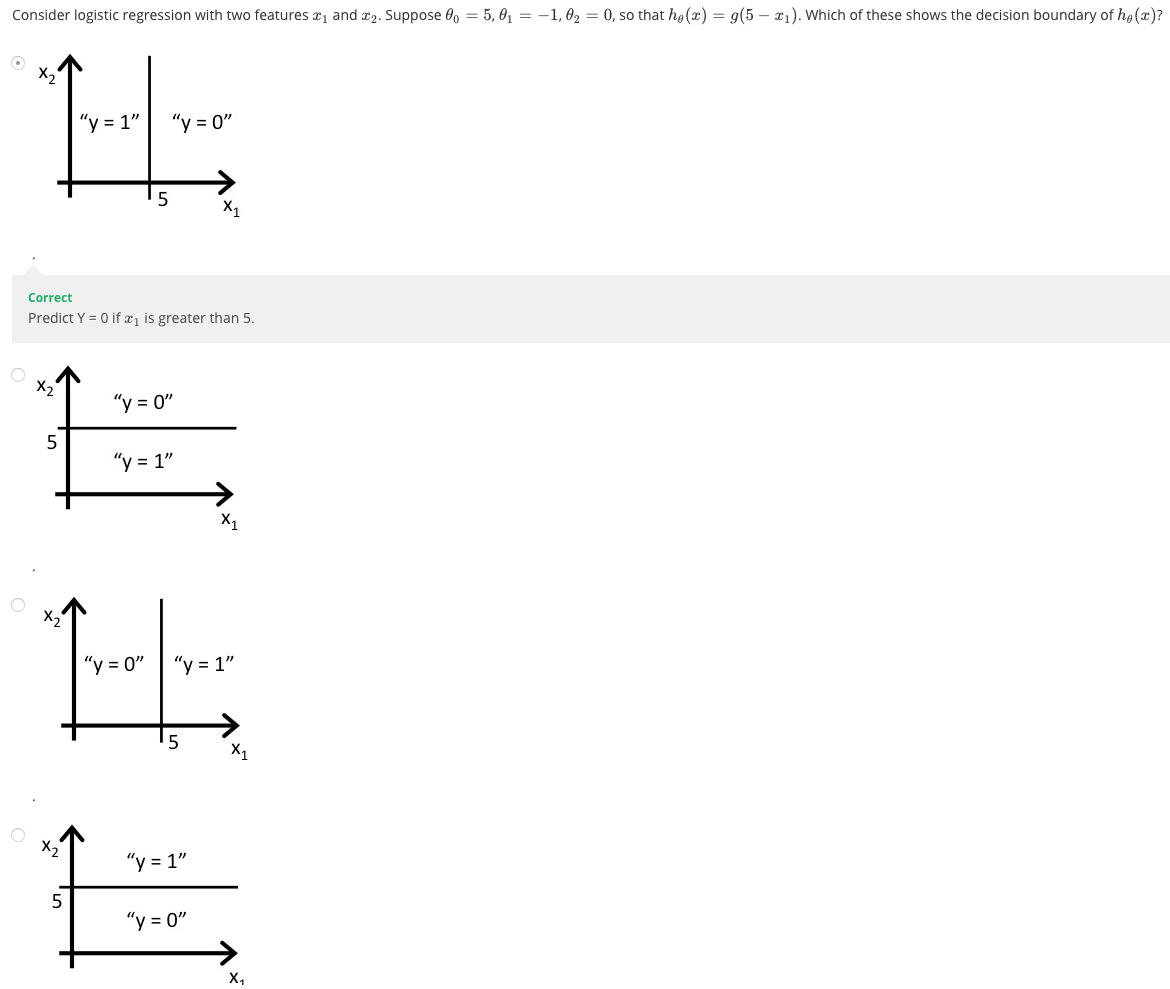 Consider logistic regression with two features x₁ and x₂. Suppose θ₀ = 5, θ₁ = −1, θ₂ = 0, so that hθ(x) = g(5 − x₁). Which of these shows the decision boundary of hθ(x)?
x₂
“y = 1” “y = 0”
5
x₁
.
Correct
Predict Y = 0 if x₁ is greater than 5.
x₂
“y = 0”
5
“y = 1”
x₁
.
x₂
“y = 0” “y = 1”
5
x₁
.
x₂
“y = 1”
5
“y = 0”
x₁